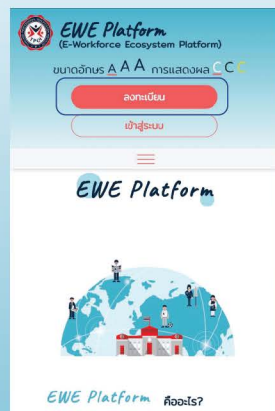 EWE Platform
(E-Workforce Ecosystem Platform)
ขนาดอักษร A A A การแสดงผล C C C
ลงทะเบียน
เข้าสู่ระบบ
EWE Platform
EWE Platform คืออะไร?